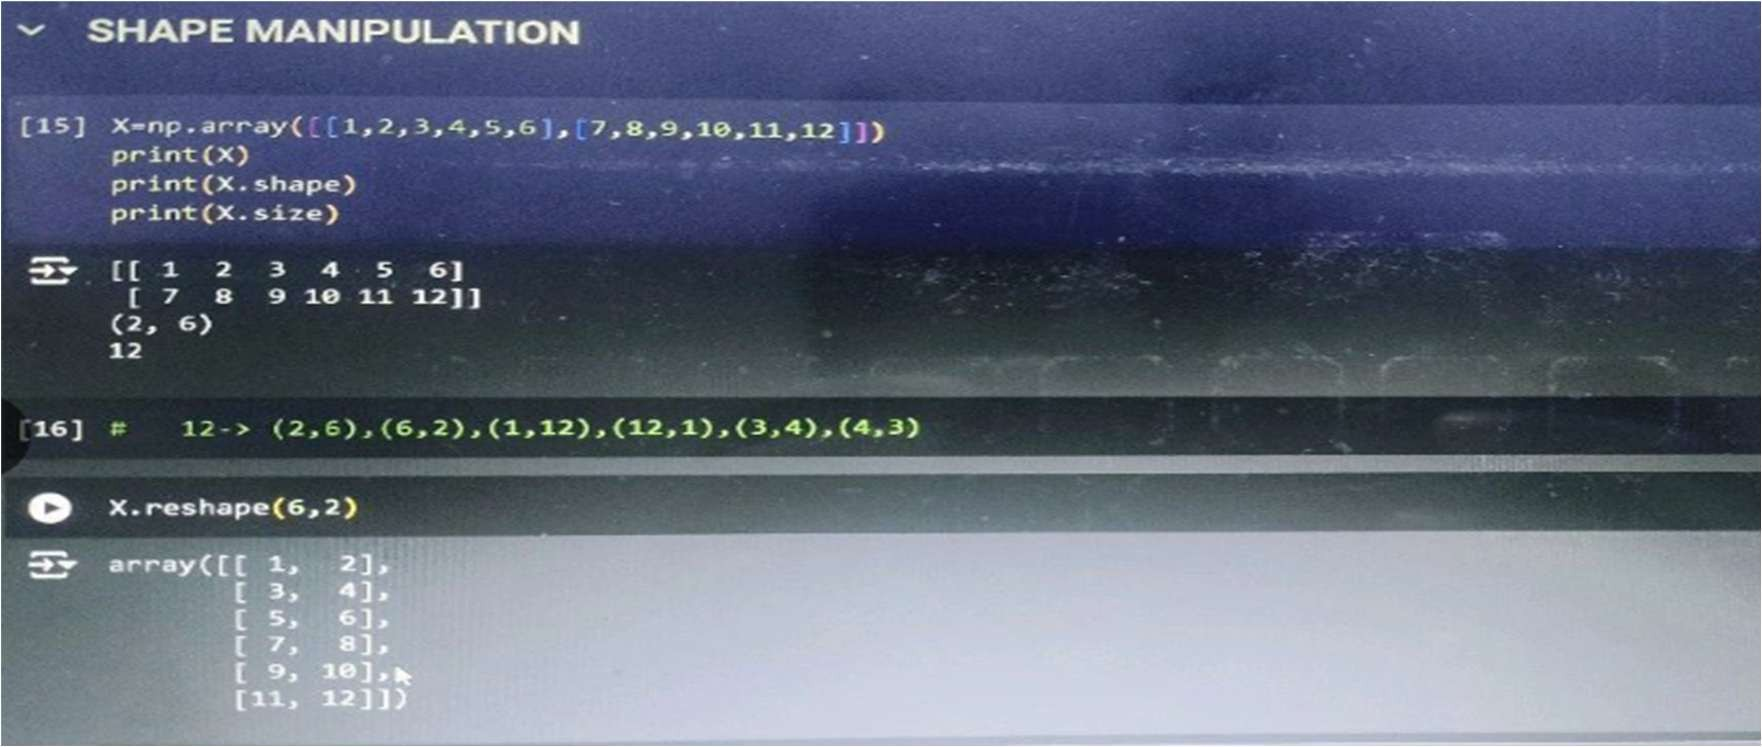 SHAPE MANIPULATION
[15] X=np.array([[1,2,3,4,5,6],[7,8,9,10,11,12]])
print(X)
print(X.shape)
print(X.size)
[[ 1  2  3  4  5  6]
 [ 7  8  9 10 11 12]]
(2, 6)
12
[16] #   12-> (2,6),(6,2),(1,12),(12,1),(3,4),(4,3)
X.reshape(6,2)
array([[ 1,  2],
       [ 3,  4],
       [ 5,  6],
       [ 7,  8],
       [ 9, 10],
       [11, 12]])